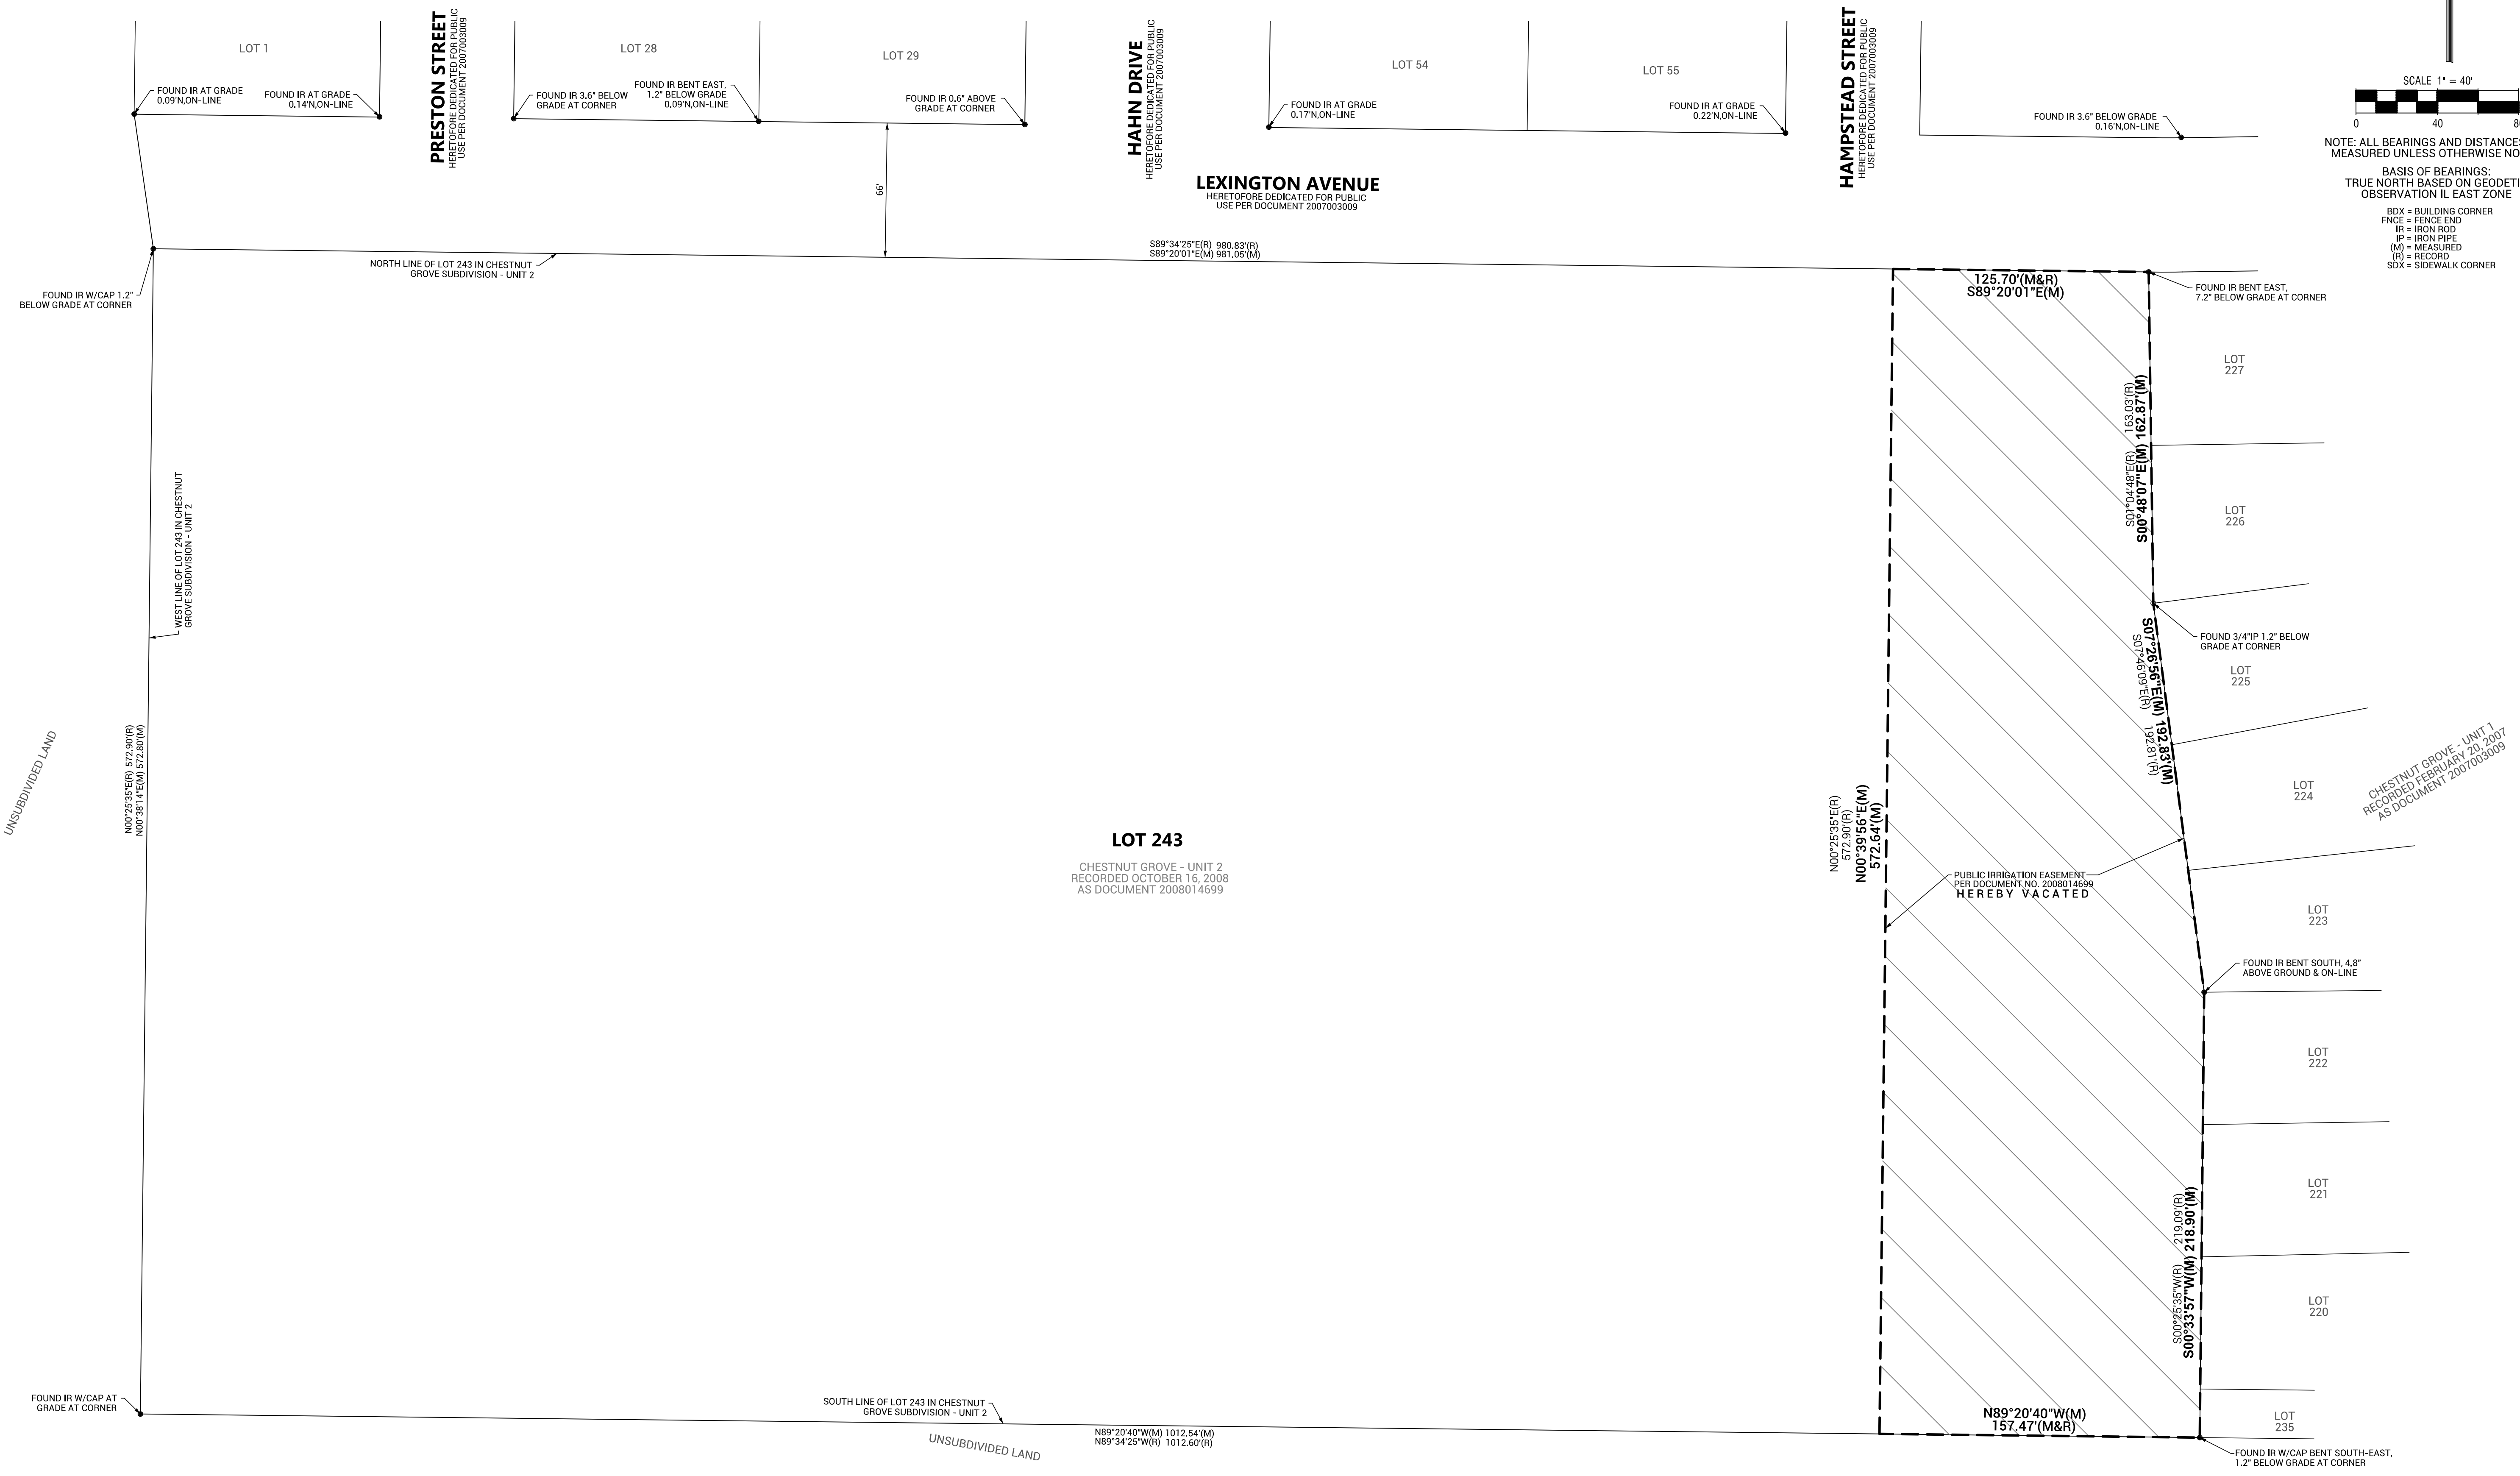 LOT 1
PRESTON STREET
HERETOFORE DEDICATED FOR PUBLIC
USE PER DOCUMENT 2007003009
LOT 28
LOT 29
HAHN DRIVE
HERETOFORE DEDICATED FOR PUBLIC
USE PER DOCUMENT 2007003009
LOT 54
LOT 55
HAMPSTEAD STREET
HERETOFORE DEDICATED FOR PUBLIC
USE PER DOCUMENT 2007003009
FOUND IR AT GRADE
0.09'N,ON-LINE
FOUND IR AT GRADE
0.14'N,ON-LINE
FOUND IR 3.6" BELOW
GRADE AT CORNER
FOUND IR BENT EAST,
1.2" BELOW GRADE
0.09'N,ON-LINE
FOUND IR 0.6" ABOVE
GRADE AT CORNER
FOUND IR AT GRADE
0.17'N,ON-LINE
FOUND IR AT GRADE
0.22'N,ON-LINE
FOUND IR 3.6" BELOW GRADE
0.16'N,ON-LINE
SCALE 1" = 40'
0 40
NOTE: ALL BEARINGS AND DISTANCES
MEASURED UNLESS OTHERWISE NO
BASIS OF BEARINGS:
TRUE NORTH BASED ON GEODETI
OBSERVATION IL EAST ZONE
BDX = BUILDING CORNER
FNCE = FENCE END
IR = IRON ROD
IP = IRON PIPE
(M) = MEASURED
(R) = RECORD
SDX = SIDEWALK CORNER
66'
LEXINGTON AVENUE
HERETOFORE DEDICATED FOR PUBLIC
USE PER DOCUMENT 2007003009
S89°34'25"E(R) 980.83'(R)
S89°20'01"E(M) 981.05'(M)
NORTH LINE OF LOT 243 IN CHESTNUT
GROVE SUBDIVISION - UNIT 2
FOUND IR W/CAP 1.2"
BELOW GRADE AT CORNER
125.70'(M&R)
S89°20'01"E(M)
FOUND IR BENT EAST,
7.2" BELOW GRADE AT CORNER
LOT
227
S01°04'48"E(R) 163.03'(R)
S00°48'07"E(M) 162.87'(M)
LOT
226
WEST LINE OF LOT 243 IN CHESTNUT
GROVE SUBDIVISION - UNIT 2
FOUND 3/4"IP 1.2" BELOW
GRADE AT CORNER
LOT
225
S07°26'56"E(M) 192.83'(M)
S07°46'09"E(R) 192.81'(R)
UNSUBDIVIDED LAND
N00°25'35"E(R) 572.90'(R)
N00°38'14"E(M) 572.80'(M)
LOT
224
CHESTNUT GROVE - UNIT 1
RECORDED FEBRUARY 20, 2007
AS DOCUMENT 2007003009
LOT 243
CHESTNUT GROVE - UNIT 2
RECORDED OCTOBER 16, 2008
AS DOCUMENT 2008014699
N00°25'35"E(R)
572.90'(R)
N00°39'56"E(M)
572.64'(M)
PUBLIC IRRIGATION EASEMENT
PER DOCUMENT NO. 2008014699
HEREBY VACATED
LOT
223
FOUND IR BENT SOUTH, 4.8"
ABOVE GROUND & ON-LINE
LOT
222
LOT
221
S00°25'35"W(R) 219.09'(R)
S00°33'57"W(M) 218.90'(M)
LOT
220
FOUND IR W/CAP AT
GRADE AT CORNER
SOUTH LINE OF LOT 243 IN CHESTNUT
GROVE SUBDIVISION - UNIT 2
N89°20'40"W(M) 1012.54'(M)
N89°34'25"W(R) 1012.60'(R)
UNSUBDIVIDED LAND
N89°20'40"W(M)
157.47'(M&R)
LOT
235
FOUND IR W/CAP BENT SOUTH-EAST,
1.2" BELOW GRADE AT CORNER